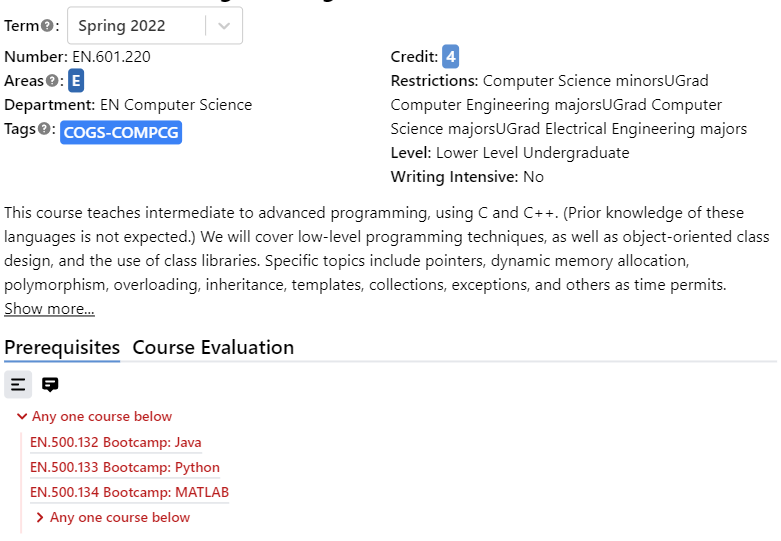 Term?: Spring 2022
Number: EN.601.220
Areas?: E
Department: EN Computer Science
Tags?: COGS-COMPCG
Credit: 4
Restrictions: Computer Science minorsUGrad
Computer Engineering majorsUGrad Computer
Science majorsUGrad Electrical Engineering majors
Level: Lower Level Undergraduate
Writing Intensive: No
This course teaches intermediate to advanced programming, using C and C++. (Prior knowledge of these
languages is not expected.) We will cover low-level programming techniques, as well as object-oriented class
design, and the use of class libraries. Specific topics include pointers, dynamic memory allocation,
polymorphism, overloading, inheritance, templates, collections, exceptions, and others as time permits.
Show more...
Prerequisites Course Evaluation
Any one course below
EN.500.132 Bootcamp: Java
EN.500.133 Bootcamp: Python
EN.500.134 Bootcamp: MATLAB
Any one course below